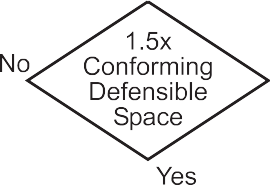 1.5x
No
Conforming
Defensible
Space
Yes